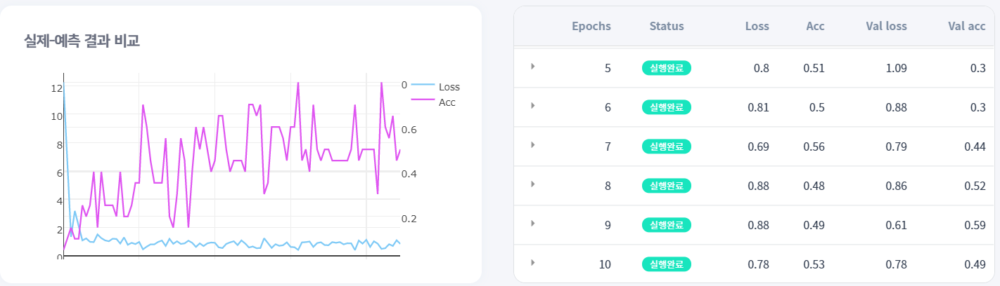 실제-예측 결과 비교
12
10
8
6
4
2
0
0
0.6
0.4
0.2
Loss
Acc
Epochs Status Loss Acc Val loss Val acc
5 실행완료 0.8 0.51 1.09 0.3
6 실행완료 0.81 0.5 0.88 0.3
7 실행완료 0.69 0.56 0.79 0.44
8 실행완료 0.88 0.48 0.86 0.52
9 실행완료 0.88 0.49 0.61 0.59
10 실행완료 0.78 0.53 0.78 0.49